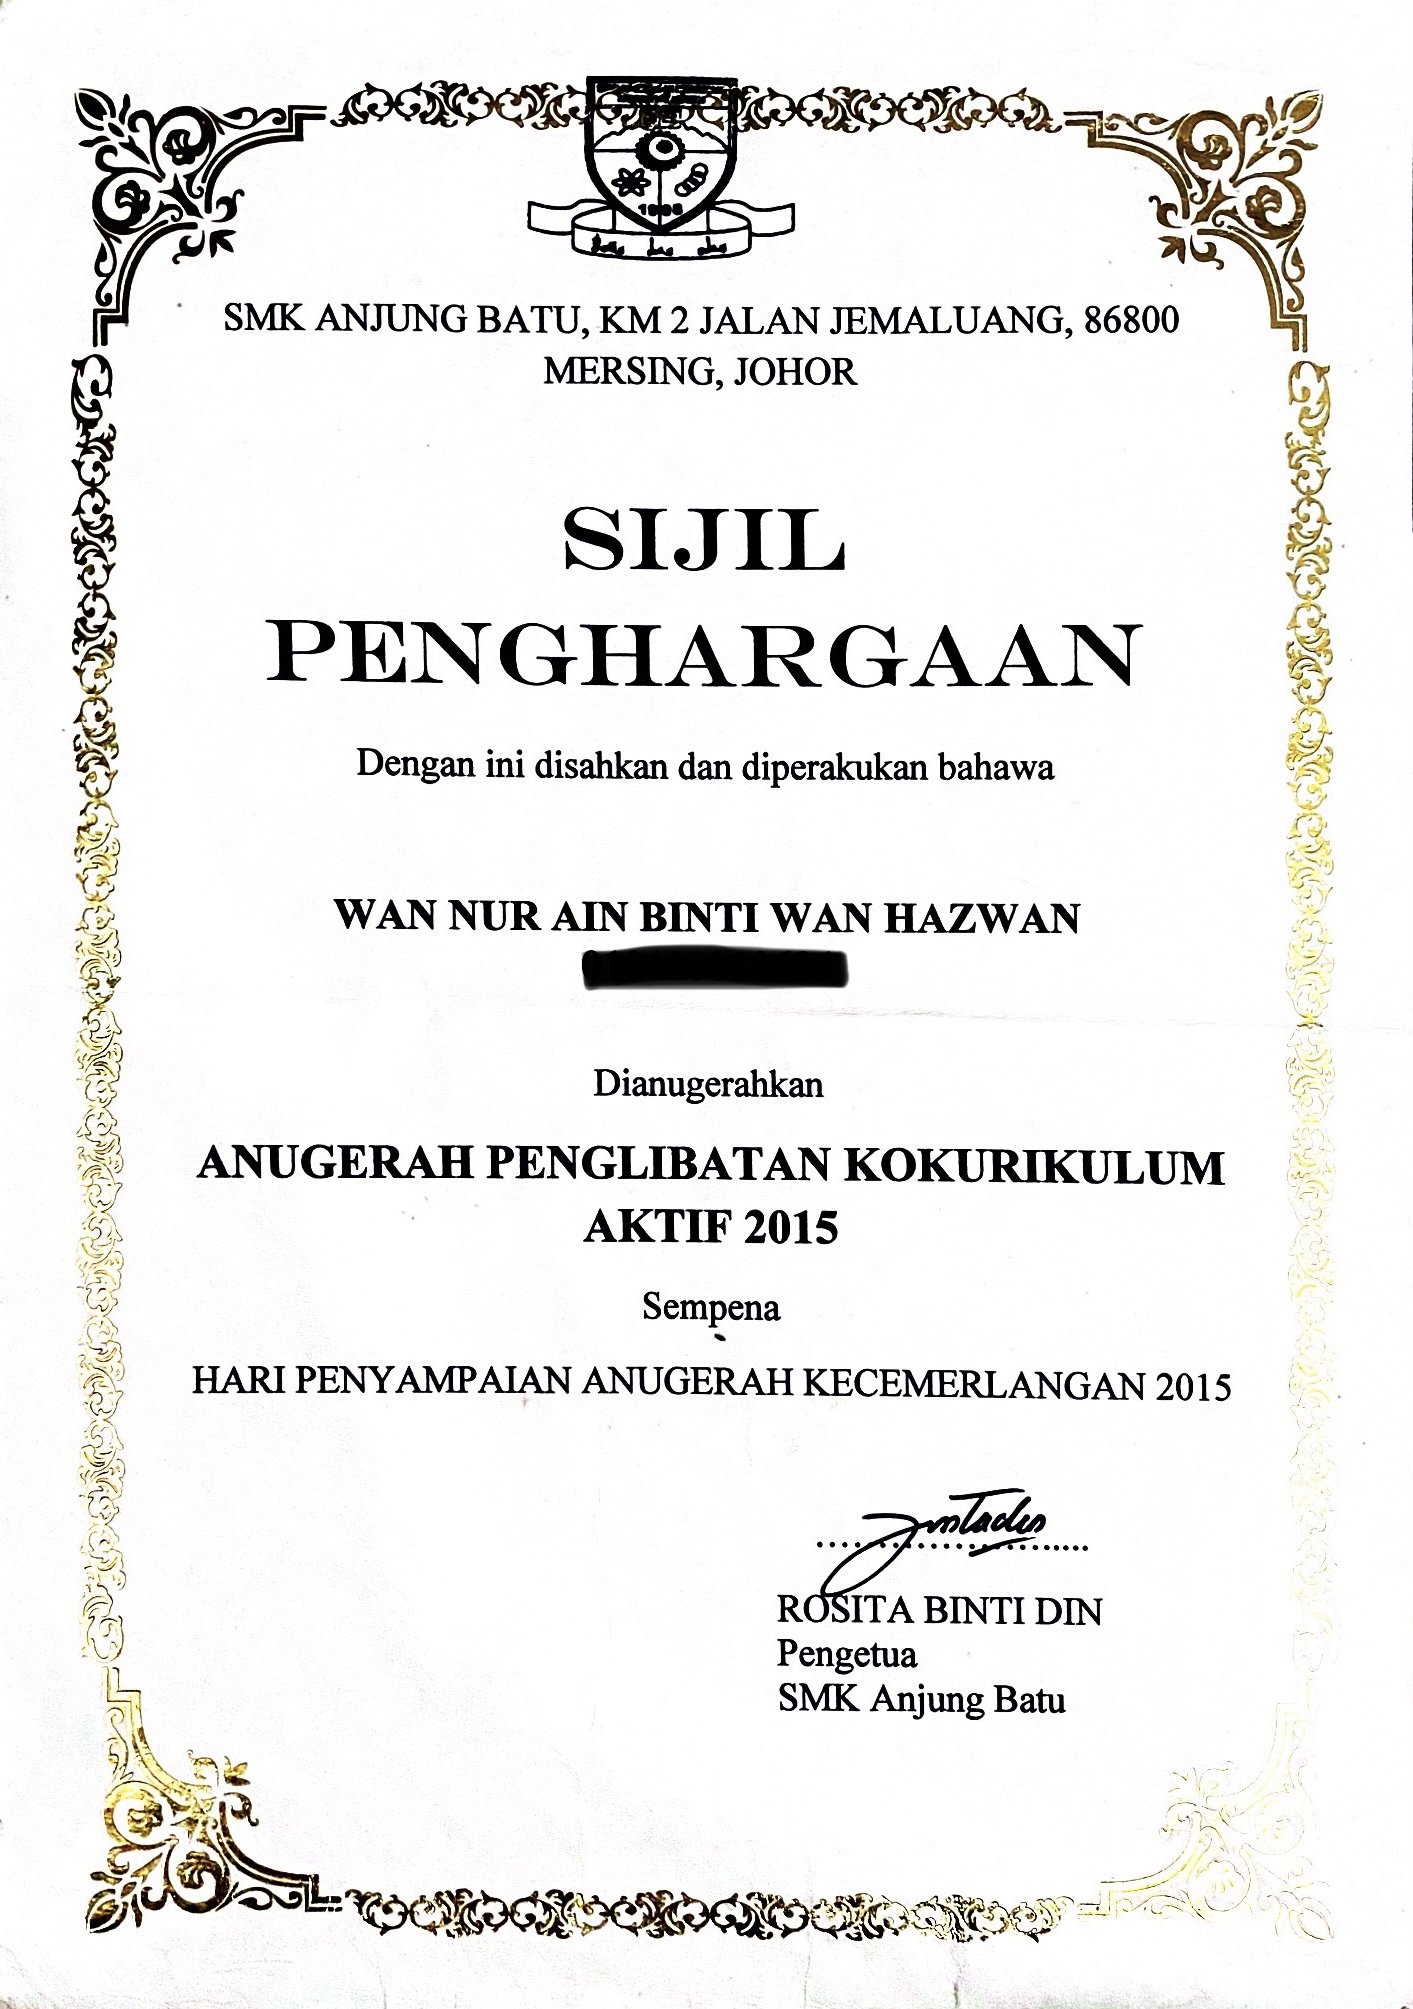 SMK ANJUNG BATU, KM 2 JALAN JEMALUANG, 86800
MERSING, JOHOR
SIJIL
PENGHARGAAN
Dengan ini disahkan dan diperakukan bahawa
WAN NUR AIN BINTI WAN HAZWAN
Dianugerahkan
ANUGERAH PENGLIBATAN KOKURIKULUM
AKTIF 2015
Sempena
HARI PENYAMPAIAN ANUGERAH KECEMERLANGAN 2015
ROSITA BINTI DIN
Pengetua
SMK Anjung Batu